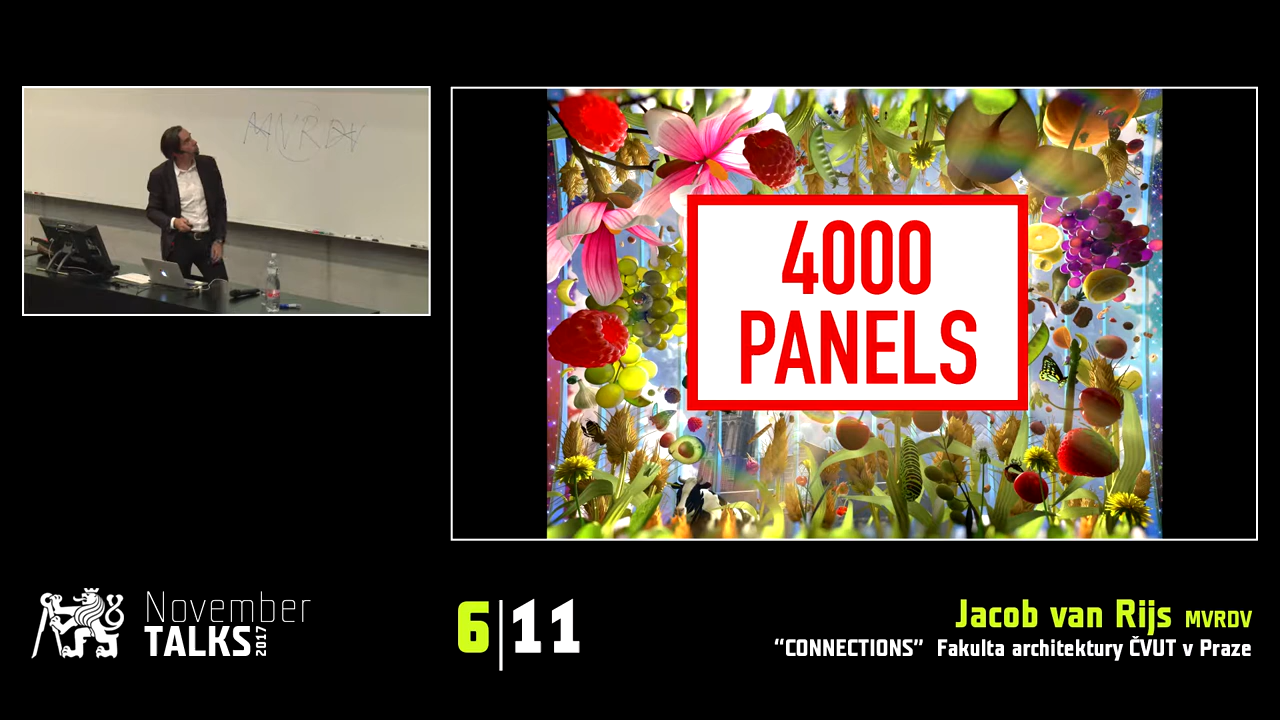 MVRDV
4000
PANELS
November
TALKS 2017
6|11
Jacob van Rijs MVRDV
“CONNECTIONS” Fakulta architektury ČVUT v Praze